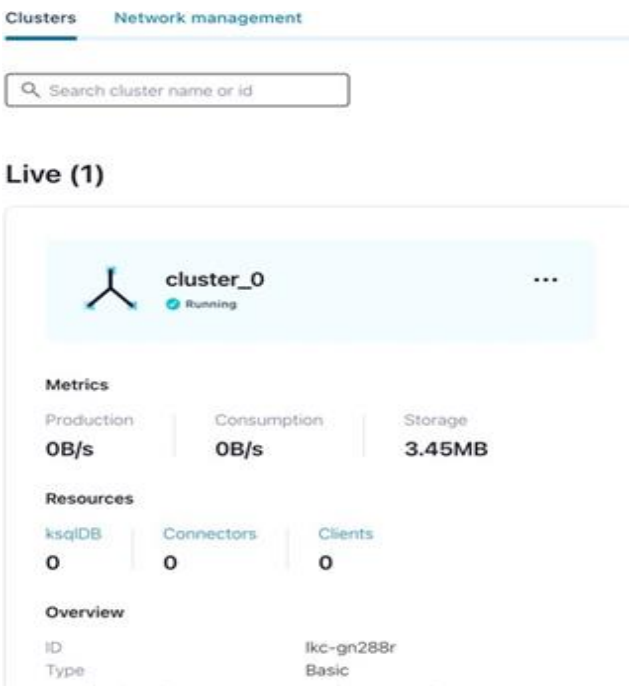 Clusters Network management
Search cluster name or id
Live (1)
cluster_0
...
Running
Metrics
Production Consumption Storage
0B/s 0B/s 3.45MB
Resources
ksqlDB Connectors Clients
0 0 0
Overview
ID lkc-gn288r
Type Basic